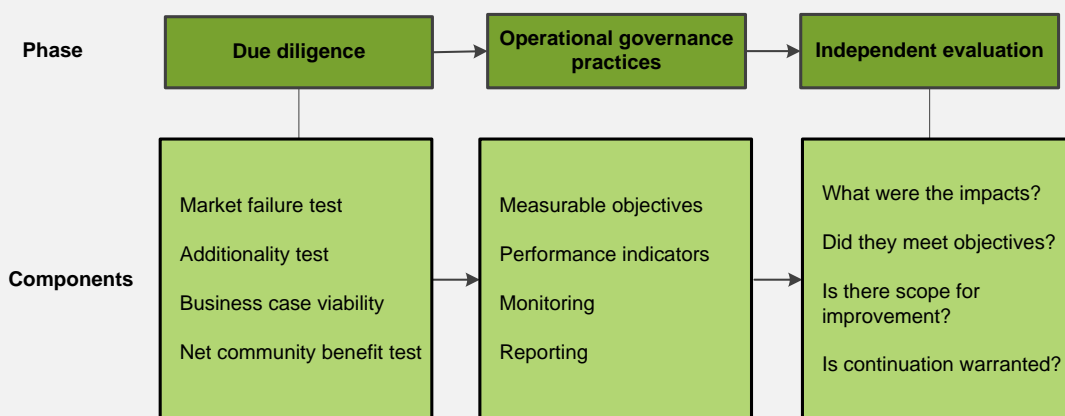 Phase
Due diligence
Operational governance
practices
Independent evaluation
Components
Market failure test
Additionality test
Business case viability
Net community benefit test
Measurable objectives
Performance indicators
Monitoring
Reporting
What were the impacts?
Did they meet objectives?
Is there scope for
improvement?
Is continuation warranted?